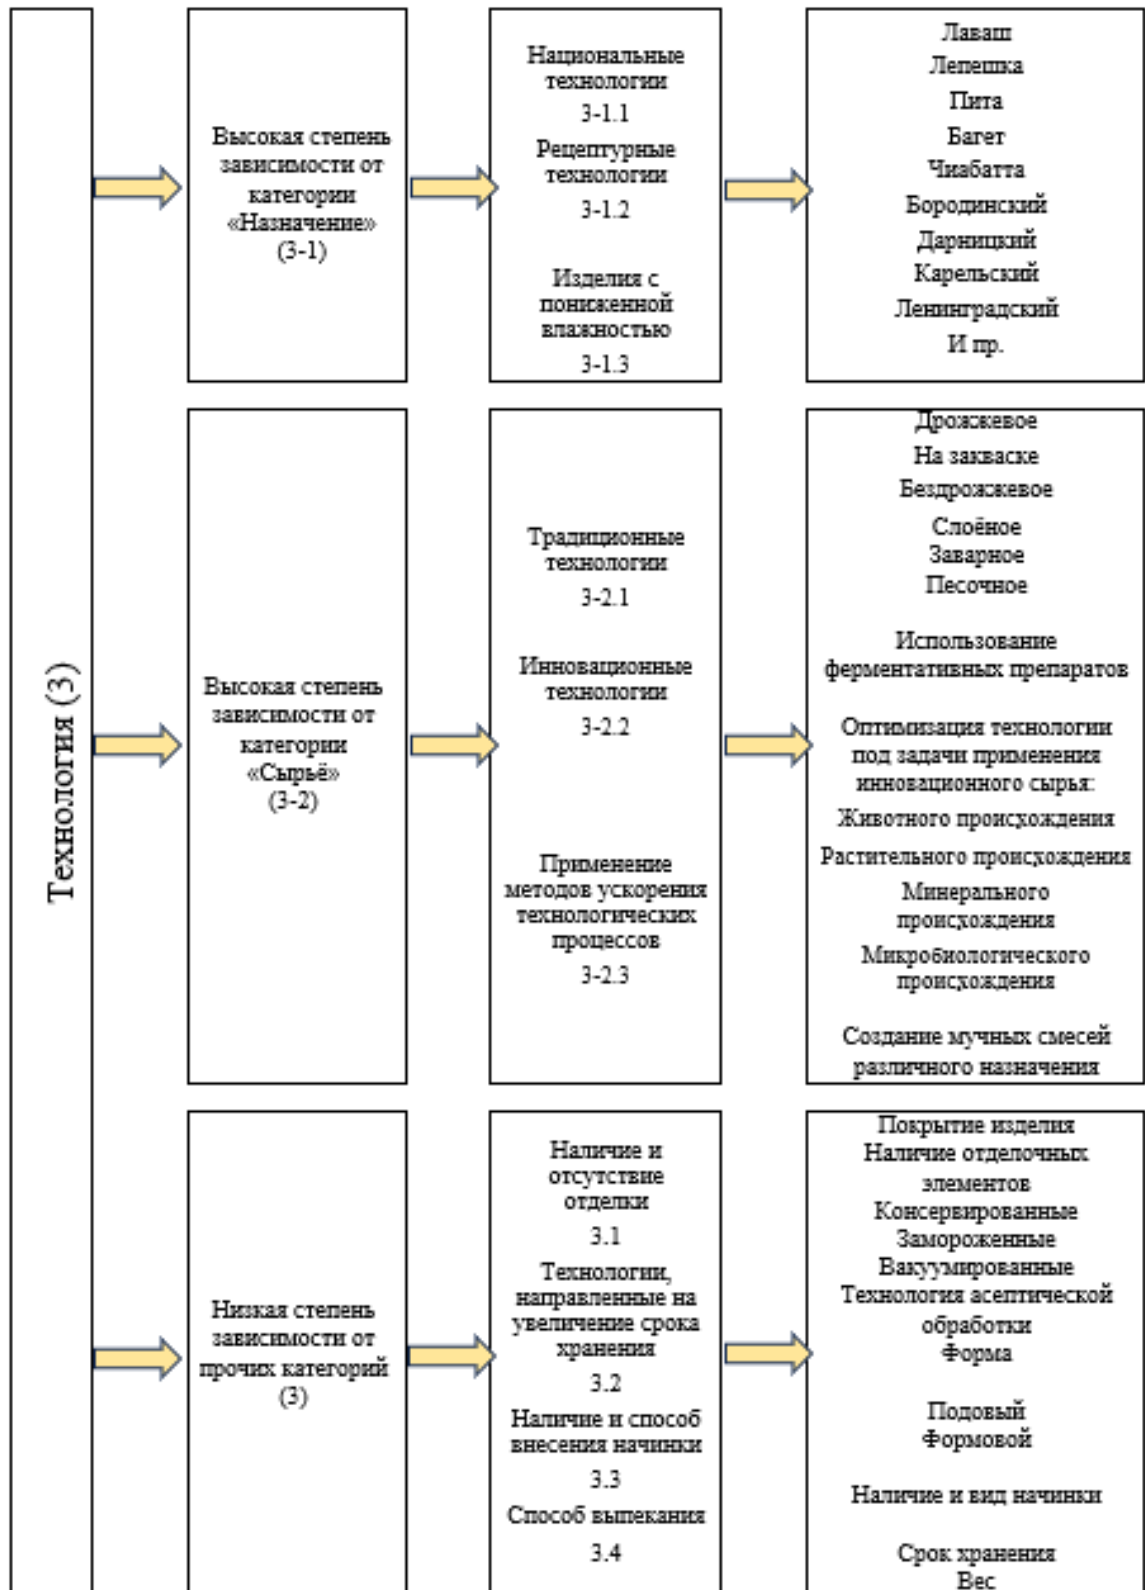 Технология (3)
Высокая степень
зависимости от
категории
«Назначение»
(3-1)
Национальные
технологии
3-1.1
Рецептурные
технологии
3-1.2
Изделия с
пониженной
влажностью
3-1.3
Лаваш
Лепешка
Пита
Багет
Чиабатта
Бородинский
Дарницкий
Карельский
Ленинградский
И пр.
Высокая степень
зависимости от
категории
«Сырьё»
(3-2)
Традиционные
технологии
3-2.1
Инновационные
технологии
3-2.2
Применение
методов ускорения
технологических
процессов
3-2.3
Дрожжевое
На закваске
Бездрожжевое
Слоёное
Заварное
Песочное
Использование
ферментативных препаратов
Оптимизация технологии
под задачи применения
инновационного сырья:
Животного происхождения
Растительного происхождения
Минерального
происхождения
Микробиологического
происхождения
Создание мучных смесей
различного назначения
Низкая степень
зависимости от
прочих категорий
(3)
Наличие и
отсутствие
отделки
3.1
Технологии,
направленные на
увеличение срока
хранения
3.2
Наличие и способ
внесения начинки
3.3
Способ выпекания
3.4
Покрытие изделия
Наличие отделочных
элементов
Консервированные
Замороженные
Вакуумированные
Технология асептической
обработки
Форма
Подовый
Формовой
Наличие и вид начинки
Срок хранения
Вес